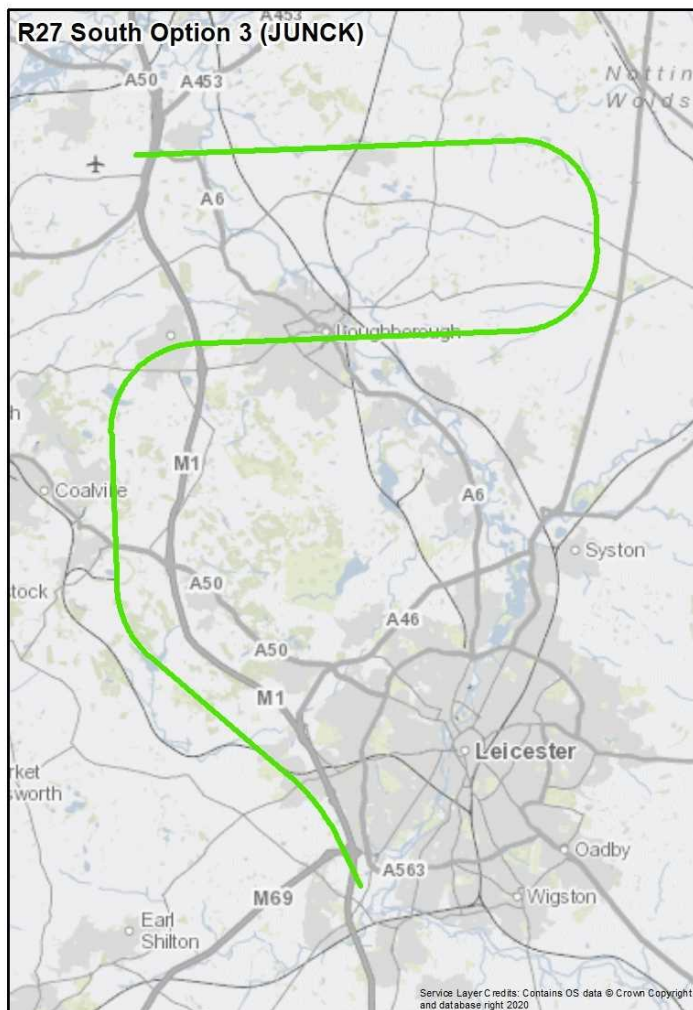 R27 South Option 3 (JUNCK)
A453
A50
A453
Nottin
Wolds
A6
Loughborough
h
M1
Coalville
A6
Syston
tock
A50
A46
A50
M1
Leicester
rket
sworth
Oadby
A563
M69
Wigston
Earl
Shilton
Service Layer Credits: Contains OS data © Crown Copyright
and database right 2020